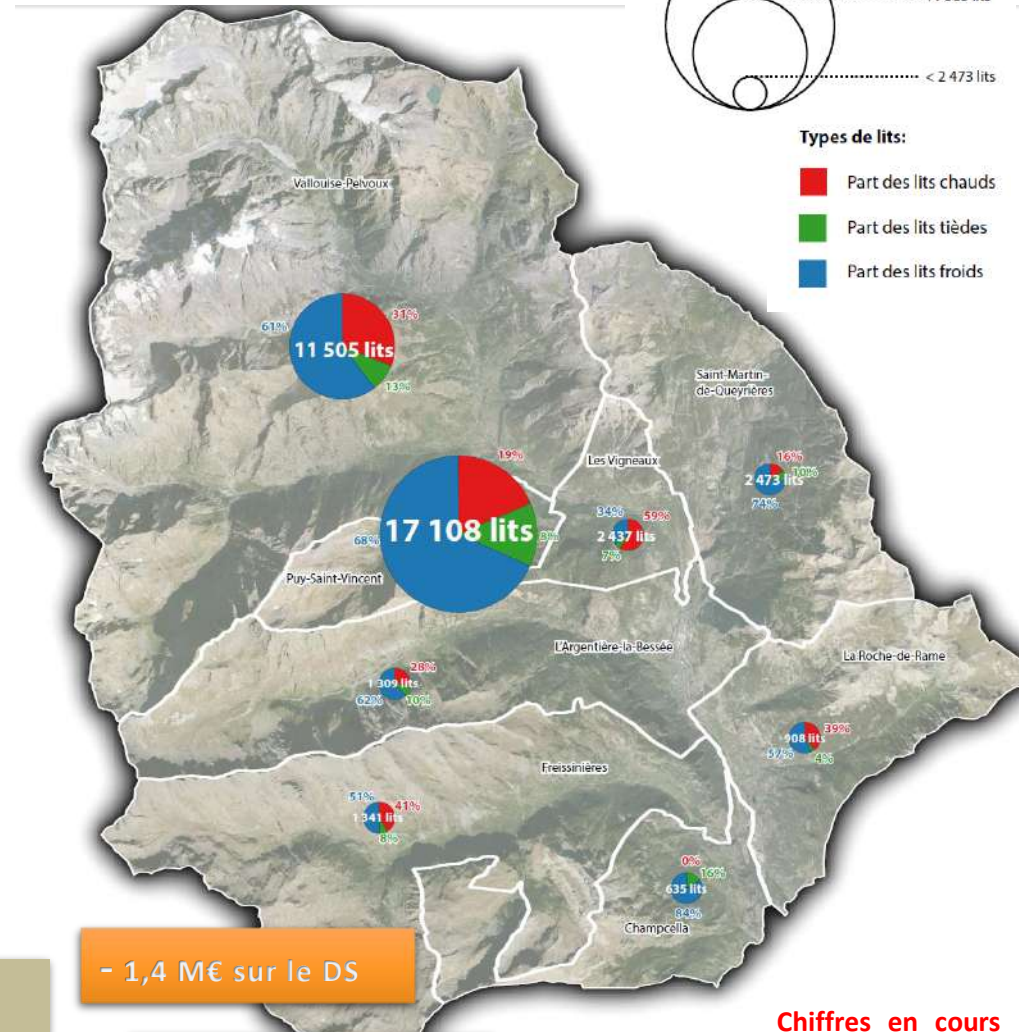 < 2 473 lits
Types de lits:
Part des lits chauds
Part des lits tièdes
Part des lits froids
Vallouise-Pelvoux
61%
31%
11 505 lits
13%
Saint-Martin-
de-Queyrières
16%
10%
2 473 lits
74%
Les Vigneaux
34%
59%
2 437 lits
7%
19%
17 108 lits
8%
68%
Puy-Saint-Vincent
L'Argentière-la-Bessée
La Roche-de-Rame
28%
1 309 lits
62%
10%
39%
908 lits
57%
4%
Freissinières
51%
41%
1 341 lits
8%
0%
16%
635 lits
84%
Champcella
- 1,4 M€ sur le DS
Chiffres en cours